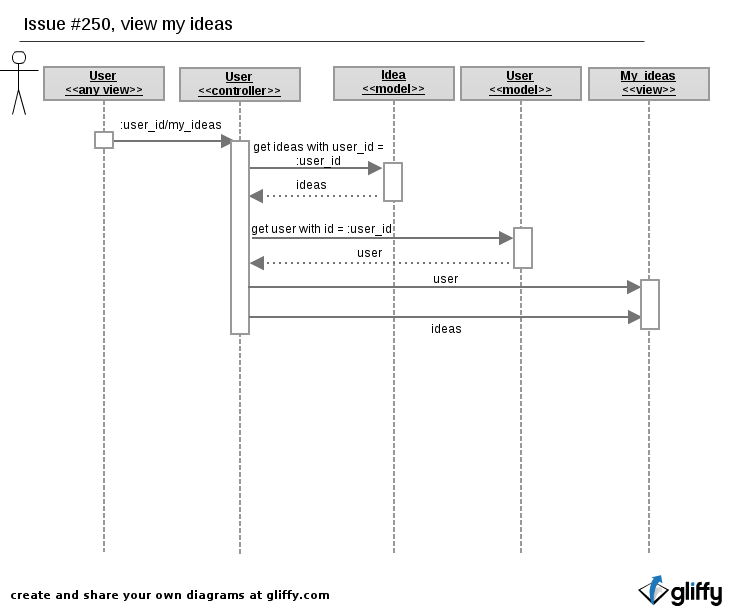 Issue #250, view my ideas
User
<<any view>>
User
<<controller>>
Idea
<<model>>
User
<<model>>
My_ideas
<<view>>
:user_id/my_ideas
get ideas with user_id =
:user_id
ideas
get user with id = :user_id
user
user
ideas
create and share your own diagrams at gliffy.com
gliffy